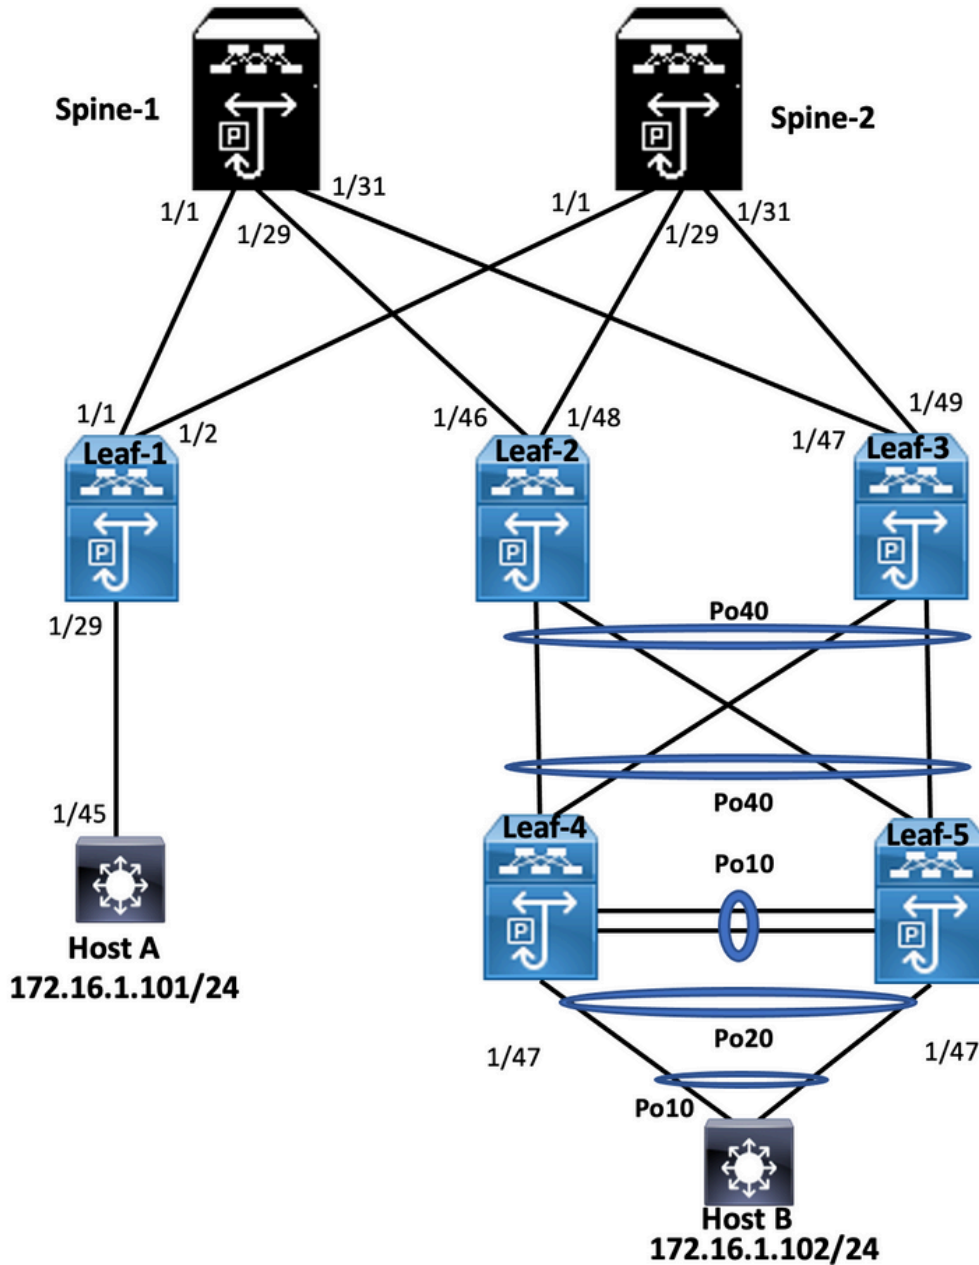 Spine-1
Spine-2
1/1
1/29
1/31
1/1
1/29
1/31
1/1
1/2
1/46
1/48
1/47
1/49
Leaf-1
Leaf-2
Leaf-3
P
P
P
P
P
1/29
Po40
Po40
1/45
Leaf-4
Leaf-5
Po10
P
P
Host A
172.16.1.101/24
1/47
Po20
1/47
Po10
Host B
172.16.1.102/24